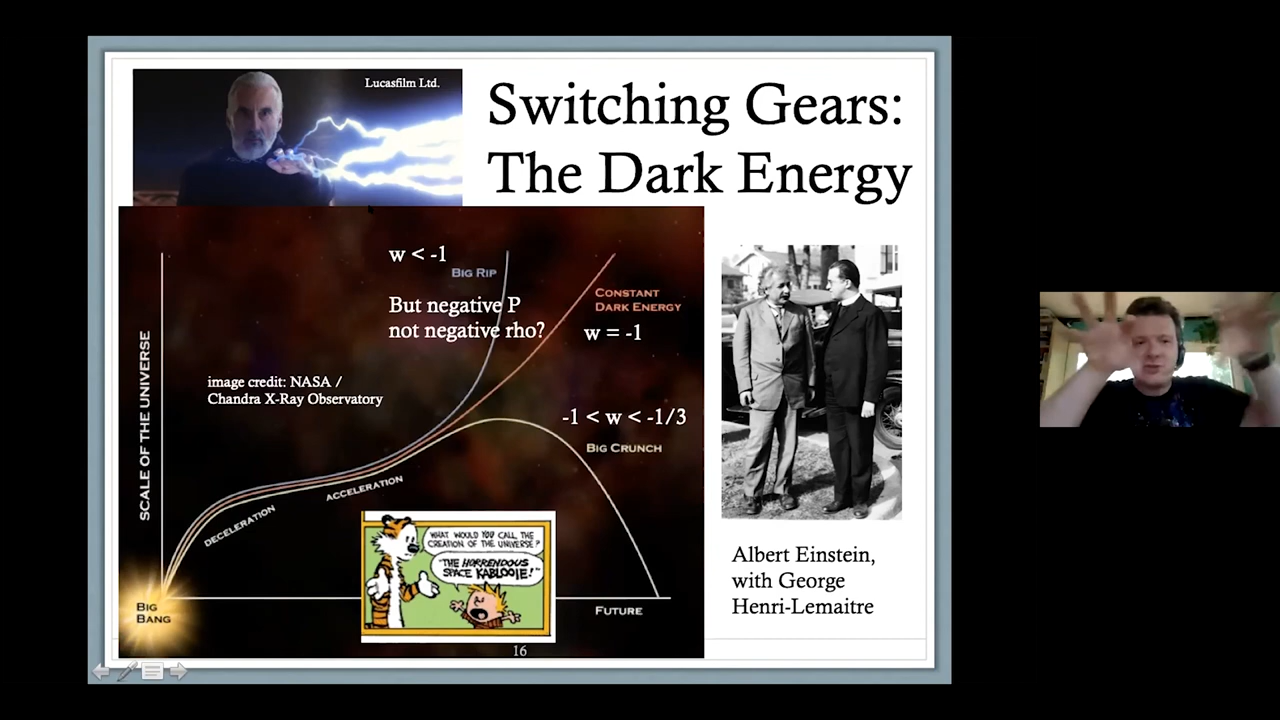 Lucasfilm Ltd.
Switching Gears:
The Dark Energy
w < -1
BIG RIP
But negative P
not negative rho?
CONSTANT
DARK ENERGY
w = -1
image credit: NASA /
Chandra X-Ray Observatory
-1 < w < -1/3
BIG CRUNCH
SCALE OF THE UNIVERSE
ACCELERATION
DECELERATION
WHAT WOULD YOU CALL THE
CREATION OF THE UNIVERSE?
"THE HORRENDOUS
SPACE KABLOOIE!"
BIG
BANG
FUTURE
16
Albert Einstein,
with George
Henri-Lemaitre